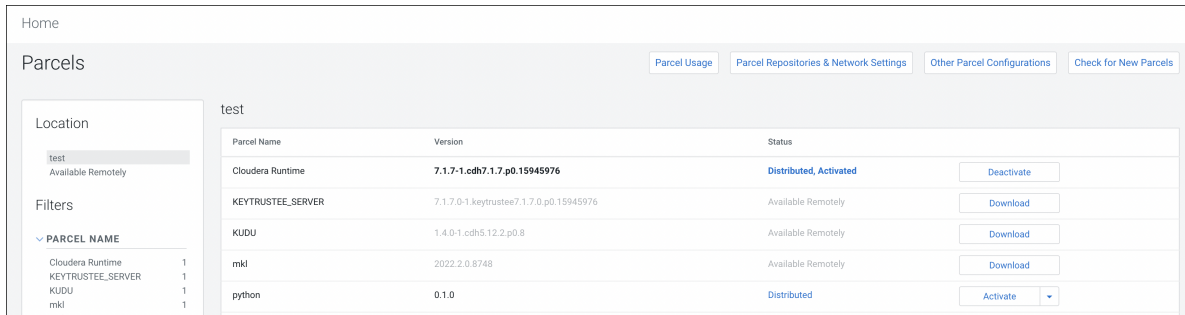 Home
Parcels
Parcel Usage
Parcel Repositories & Network Settings
Other Parcel Configurations
Check for New Parcels
Location
test
Available Remotely
Filters
PARCEL NAME
Cloudera Runtime 1
KEYTRUSTEE_SERVER 1
KUDU 1
mkl 1
test
Parcel Name Version Status
Cloudera Runtime 7.1.7-1.cdh7.1.7.p0.15945976 Distributed, Activated Deactivate
KEYTRUSTEE_SERVER 7.1.7.0-1.keytrustee7.1.7.0.p0.15945976 Available Remotely Download
KUDU 1.4.0-1.cdh5.12.2.p0.8 Available Remotely Download
mkl 2022.2.0.8748 Available Remotely Download
python 0.1.0 Distributed Activate